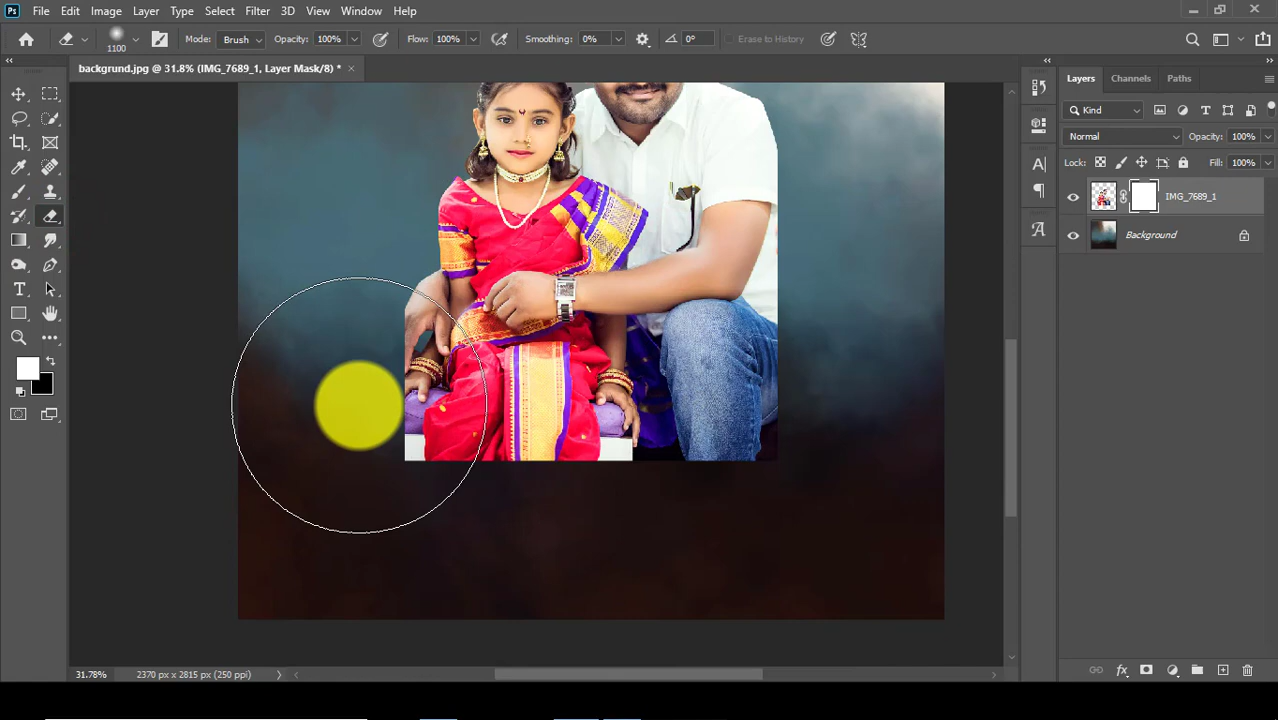 Ps File Edit Image Layer Type Select Filter 3D View Window Help
1100 Mode: Brush Opacity: 100% Flow: 100% Smoothing: 0% 0° Erase to History
backgrund.jpg @ 31.8% (IMG_7689_1, Layer Mask/8) *
Layers Channels Paths
Kind
Normal Opacity: 100%
Lock: Fill: 100%
IMG_7689_1
Background
31.78% 2370 px x 2815 px (250 ppi)